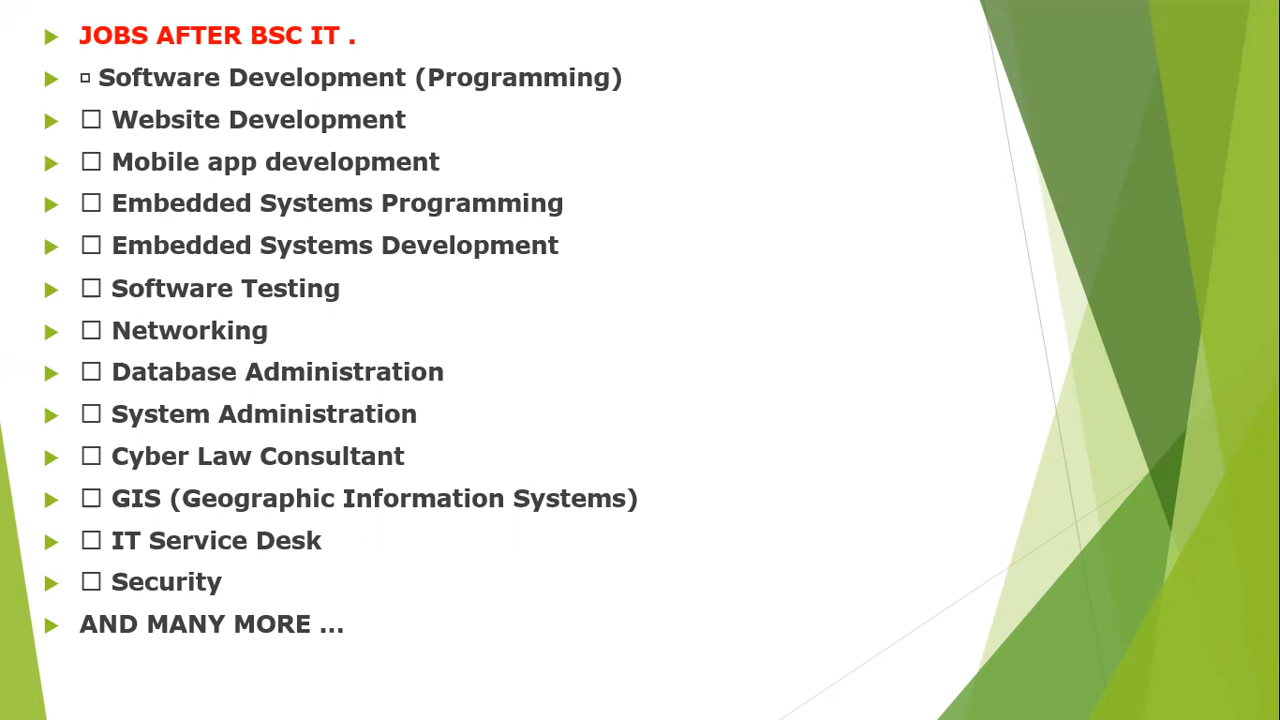 JOBS AFTER BSC IT .
▫ Software Development (Programming)
□ Website Development
□ Mobile app development
□ Embedded Systems Programming
□ Embedded Systems Development
□ Software Testing
□ Networking
□ Database Administration
□ System Administration
□ Cyber Law Consultant
□ GIS (Geographic Information Systems)
□ IT Service Desk
□ Security
AND MANY MORE ...